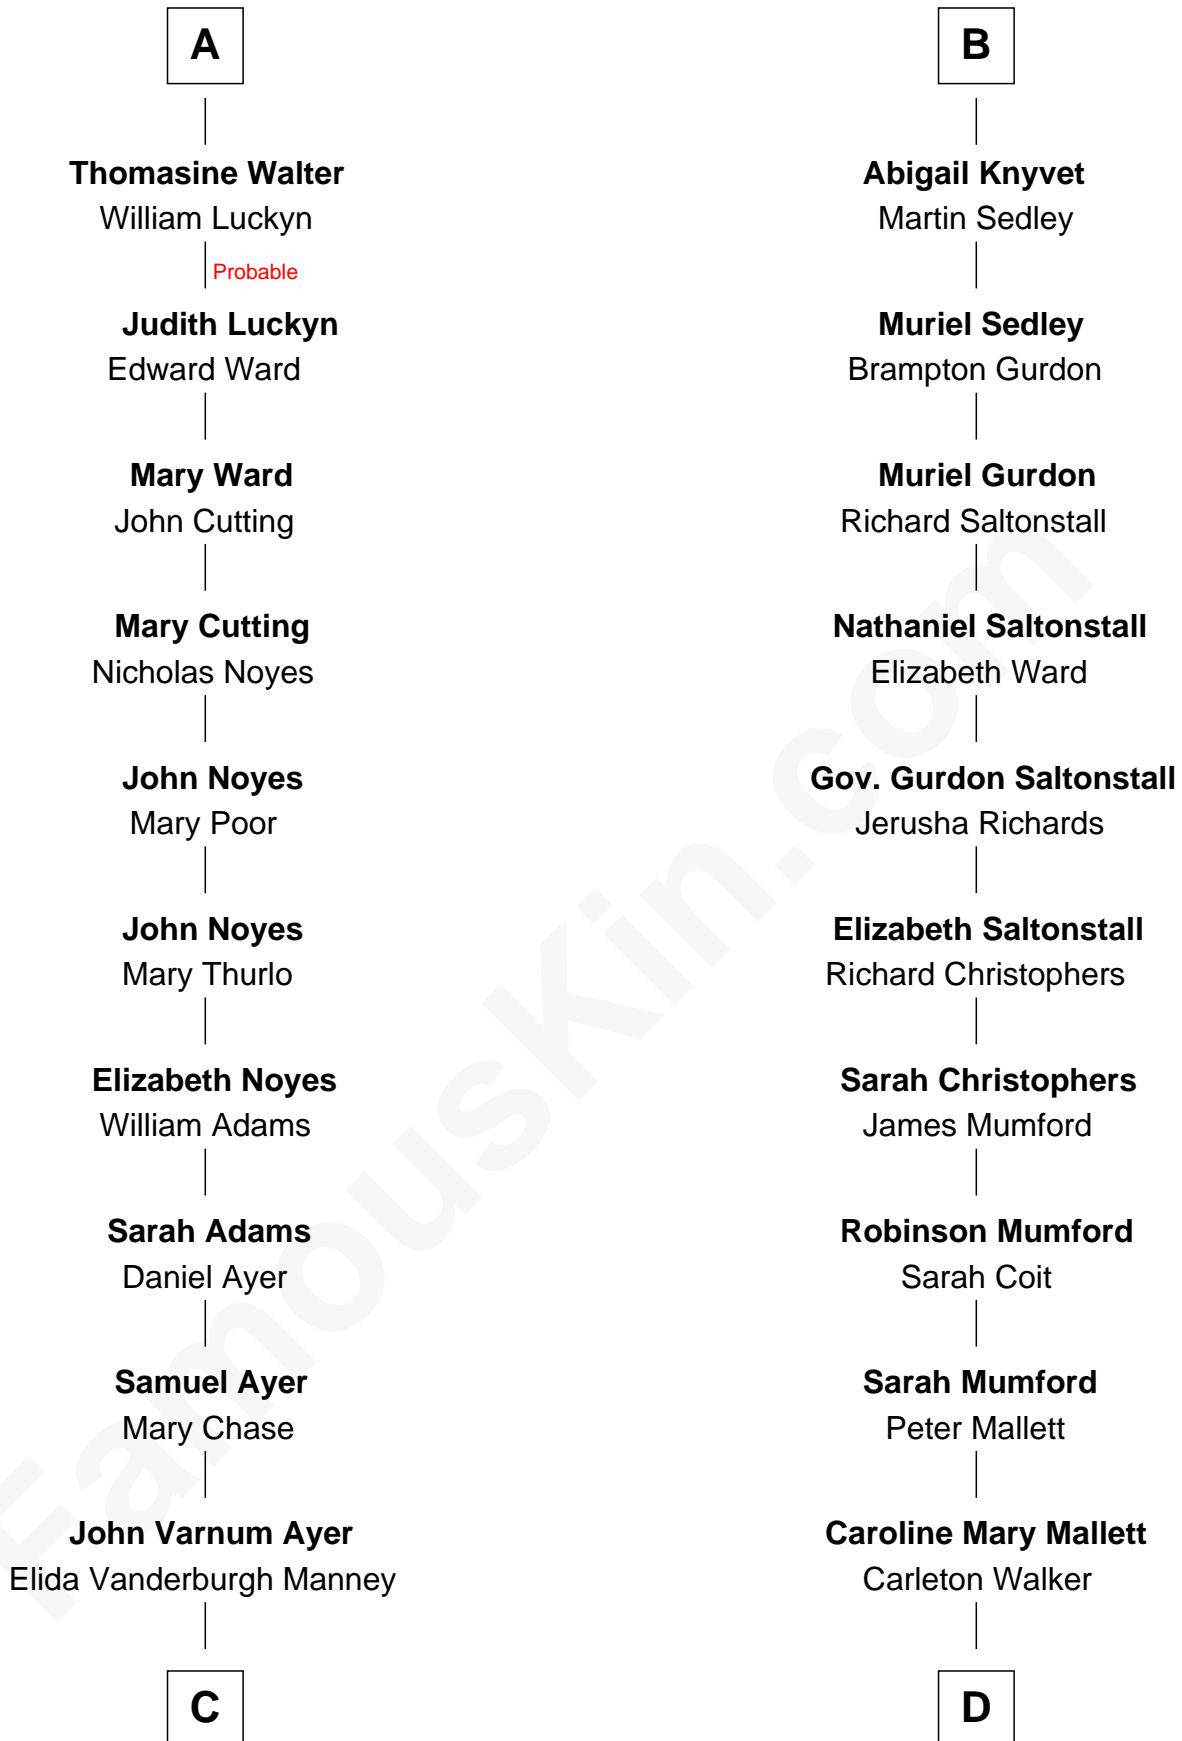 A
Thomasine Walter
William Luckyn
Probable
Judith Luckyn
Edward Ward
Mary Ward
John Cutting
Mary Cutting
Nicholas Noyes
John Noyes
Mary Poor
John Noyes
Mary Thurlo
Elizabeth Noyes
William Adams
Sarah Adams
Daniel Ayer
Samuel Ayer
Mary Chase
John Varnum Ayer
Elida Vanderburgh Manney
C
B
Abigail Knyvet
Martin Sedley
Muriel Sedley
Brampton Gurdon
Muriel Gurdon
Richard Saltonstall
Nathaniel Saltonstall
Elizabeth Ward
Gov. Gurdon Saltonstall
Jerusha Richards
Elizabeth Saltonstall
Richard Christophers
Sarah Christophers
James Mumford
Robinson Mumford
Sarah Coit
Sarah Mumford
Peter Mallett
Caroline Mary Mallett
Carleton Walker
D
FamousKin.com